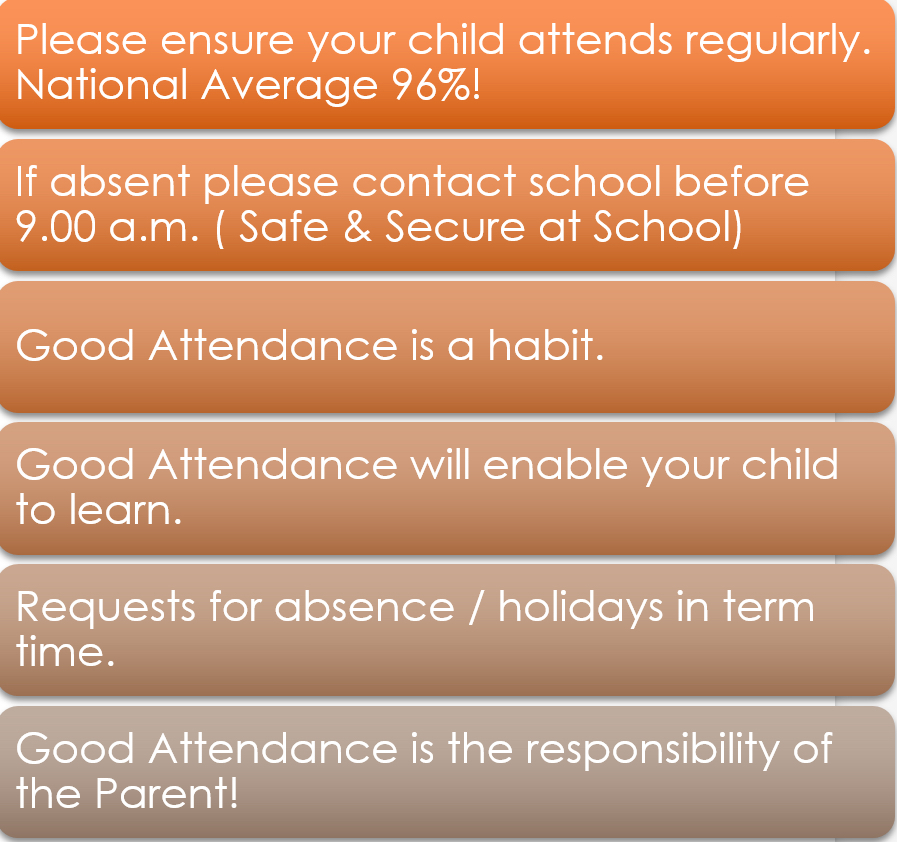 Please ensure your child attends regularly.
National Average 96%!
If absent please contact school before
9.00 a.m. ( Safe & Secure at School)
Good Attendance is a habit.
Good Attendance will enable your child
to learn.
Requests for absence / holidays in term
time.
Good Attendance is the responsibility of
the Parent!